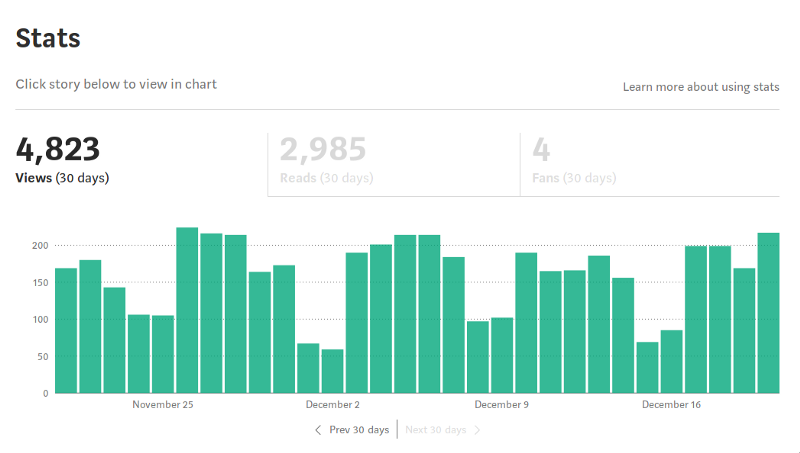 Stats
Click story below to view in chart
Learn more about using stats
4,823
Views (30 days)
2,985
Reads (30 days)
4
Fans (30 days)
200
150
100
50
0
November 25
December 2
December 9
December 16
Prev 30 days
Next 30 days